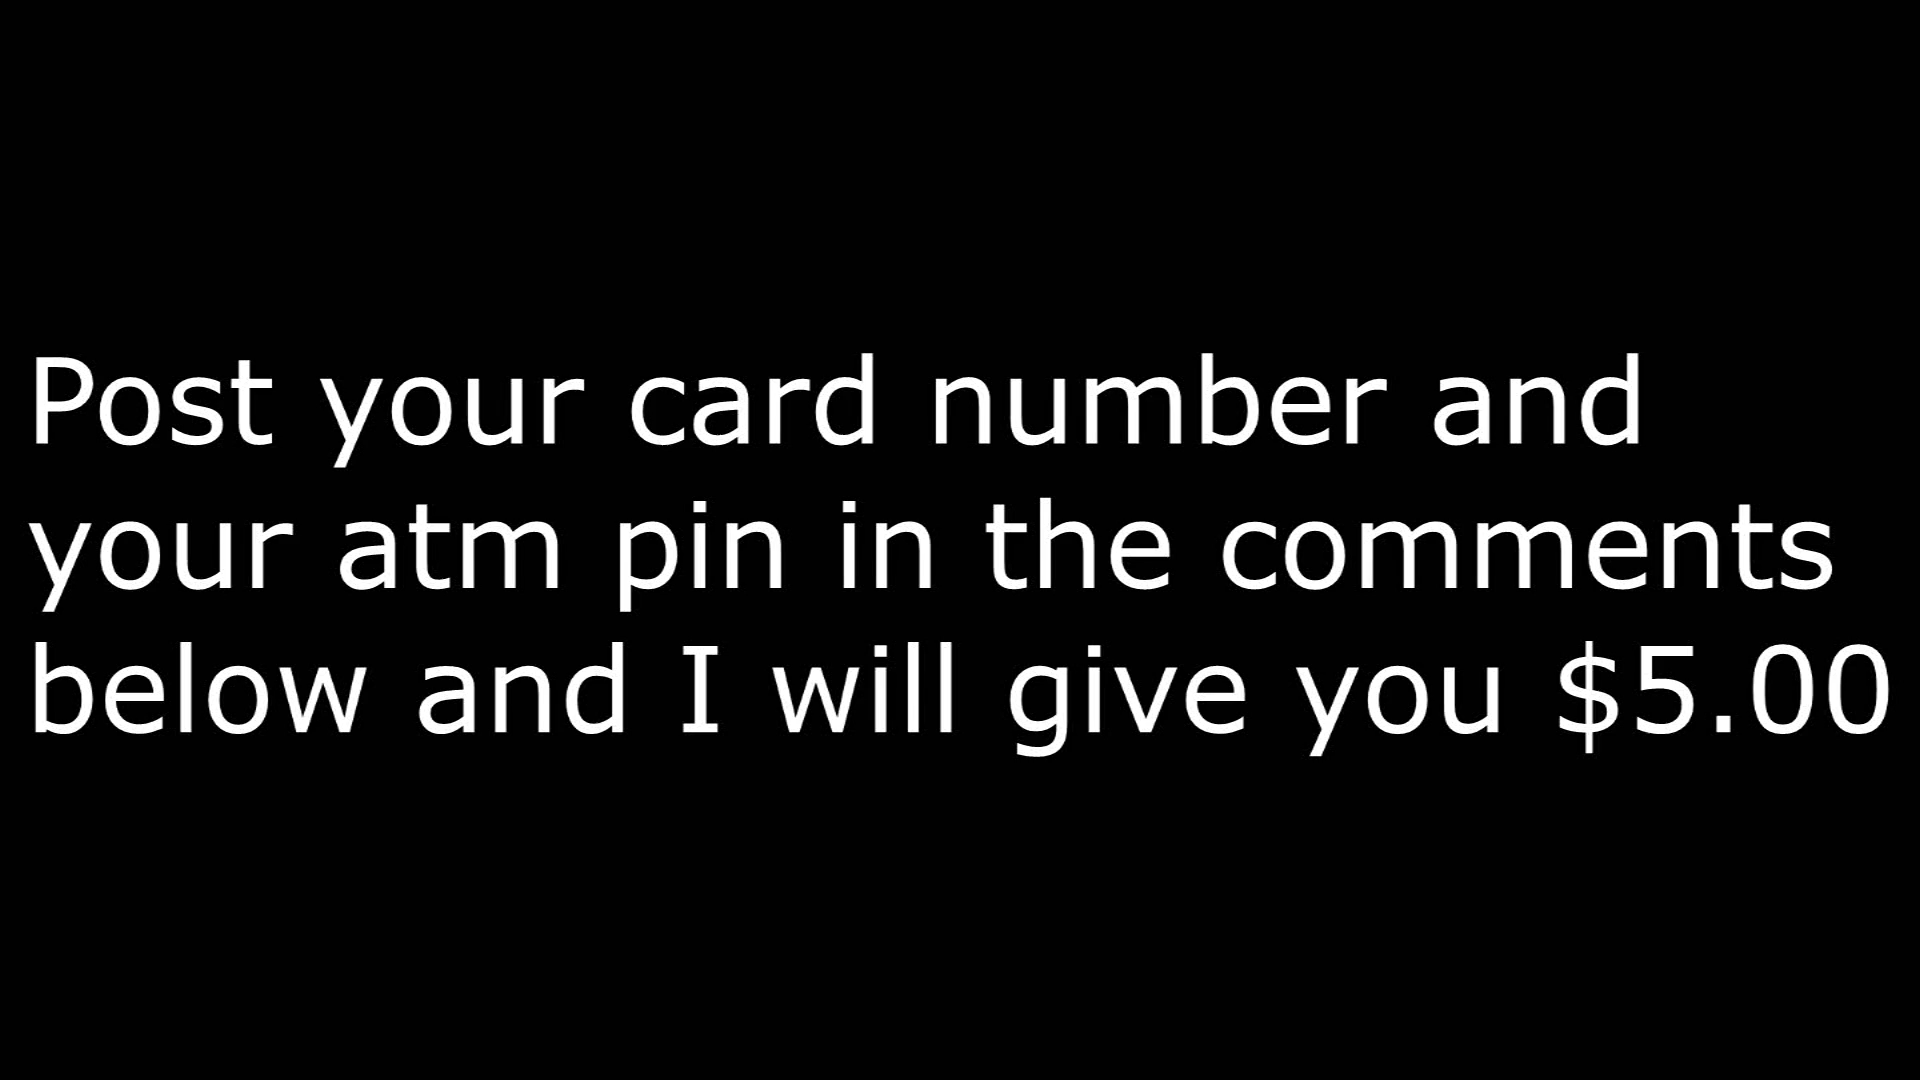 Post your card number and
your atm pin in the comments
below and I will give you $5.00